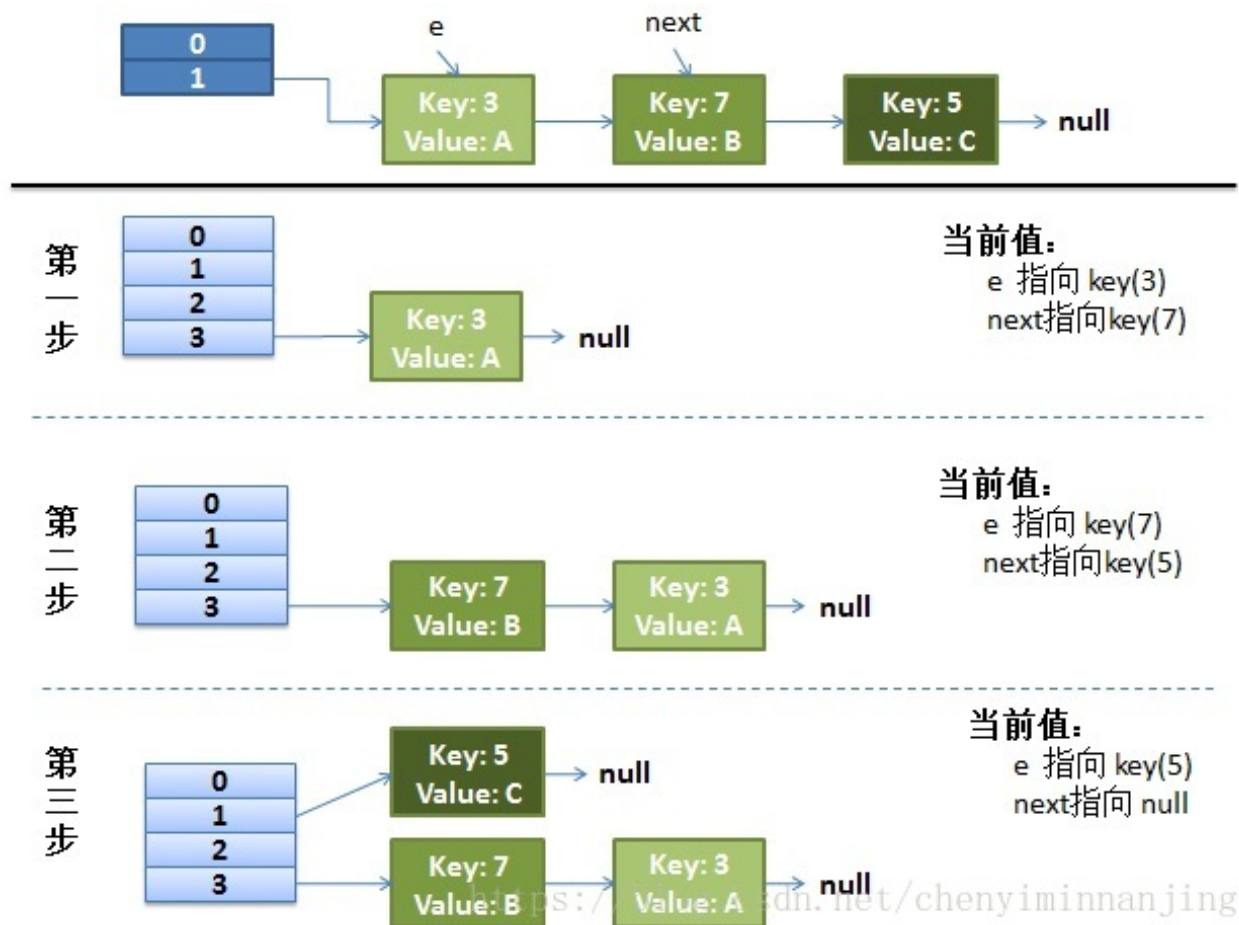 0
1
e
next
Key: 3
Value: A
Key: 7
Value: B
Key: 5
Value: C
null
第一步
0
1
2
3
Key: 3
Value: A
null
当前值：
e 指向 key(3)
next指向key(7)
第二步
0
1
2
3
Key: 7
Value: B
Key: 3
Value: A
null
当前值：
e 指向 key(7)
next指向key(5)
第三步
0
1
2
3
Key: 5
Value: C
null
Key: 7
Value: B
Key: 3
Value: A
null
当前值：
e 指向 key(5)
next指向 null